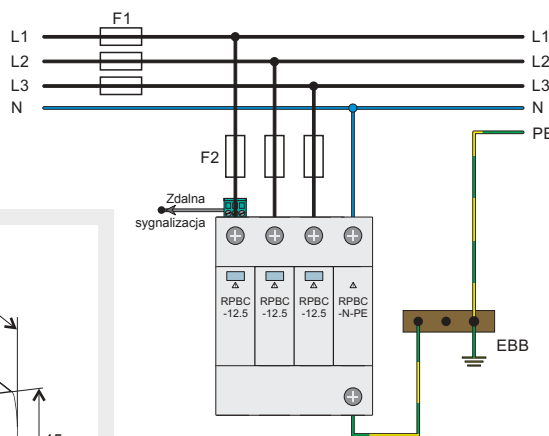 F1
L1 L1
L2 L2
L3 L3
N N
PE
F2
Zdalna
sygnalizacja
RPBC RPBC RPBC RPBC
-12.5 -12.5 -12.5 -N-PE
EBB